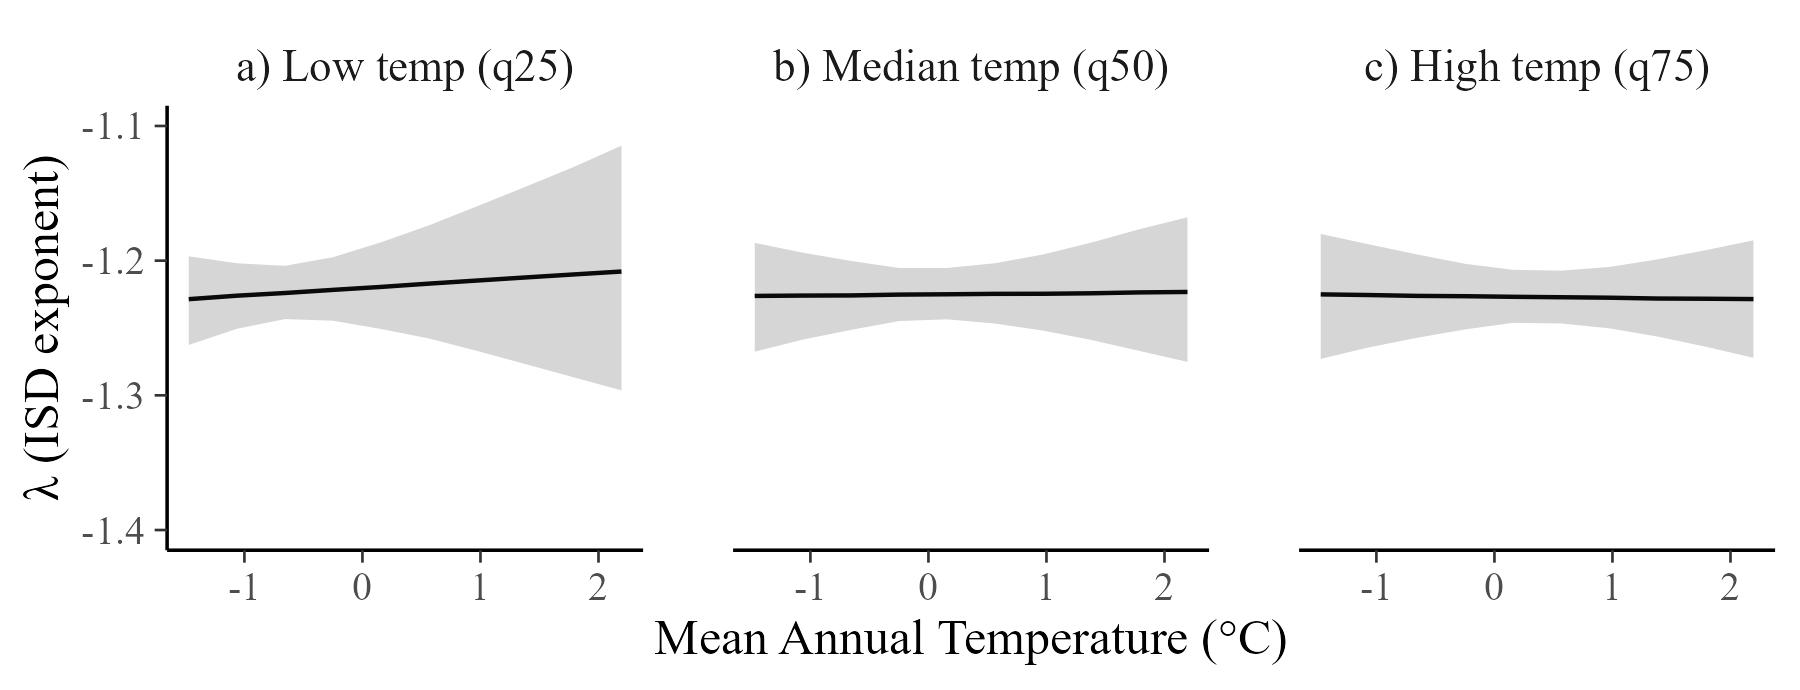 a) Low temp (q25)
b) Median temp (q50)
c) High temp (q75)
λ (ISD exponent)
-1.1
-1.2
-1.3
-1.4
-1 0 1 2
-1 0 1 2
-1 0 1 2
Mean Annual Temperature (°C)